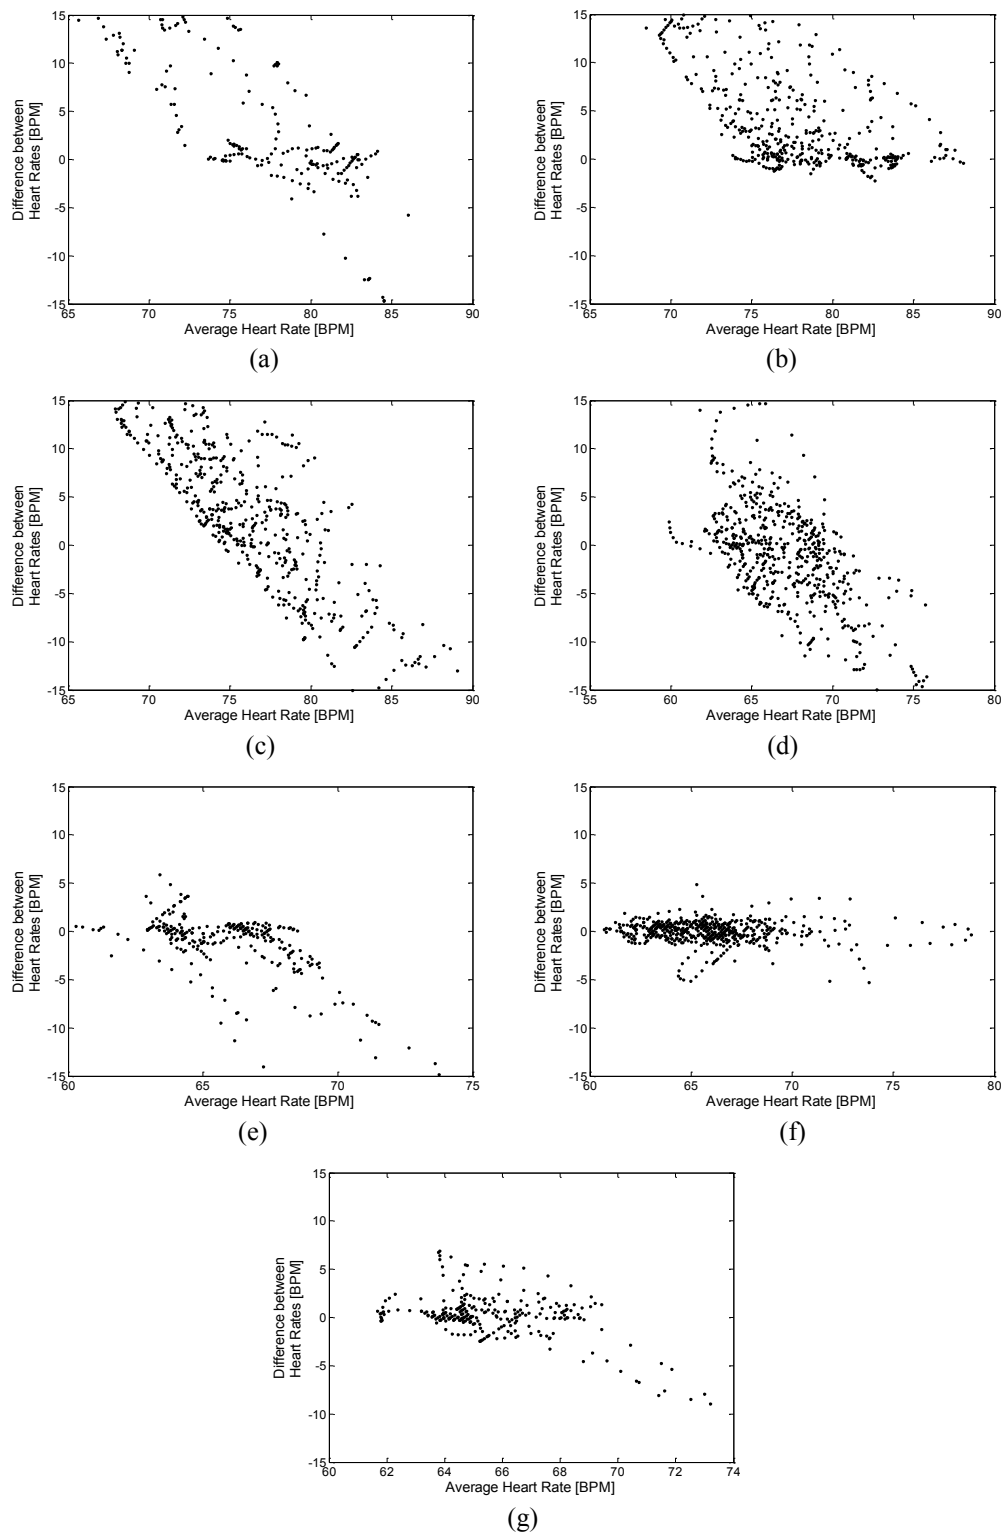 15
10
5
0
-5
-10
-15
65 70 75 80 85 90
Difference between
Heart Rates [BPM]
Average Heart Rate [BPM]
(a)
15
10
5
0
-5
-10
-15
65 70 75 80 85 90
Difference between
Heart Rates [BPM]
Average Heart Rate [BPM]
(b)
15
10
5
0
-5
-10
-15
65 70 75 80 85 90
Difference between
Heart Rates [BPM]
Average Heart Rate [BPM]
(c)
15
10
5
0
-5
-10
-15
55 60 65 70 75 80
Difference between
Heart Rates [BPM]
Average Heart Rate [BPM]
(d)
15
10
5
0
-5
-10
-15
60 65 70 75
Difference between
Heart Rates [BPM]
Average Heart Rate [BPM]
(e)
15
10
5
0
-5
-10
-15
60 65 70 75 80
Difference between
Heart Rates [BPM]
Average Heart Rate [BPM]
(f)
15
10
5
0
-5
-10
-15
60 62 64 66 68 70 72 74
Difference between
Heart Rates [BPM]
Average Heart Rate [BPM]
(g)